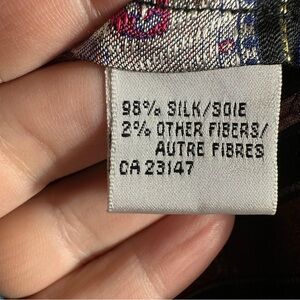 98% SILK/SOIE
2% OTHER FIBERS/
AUTRE FIBRES
CA 23147